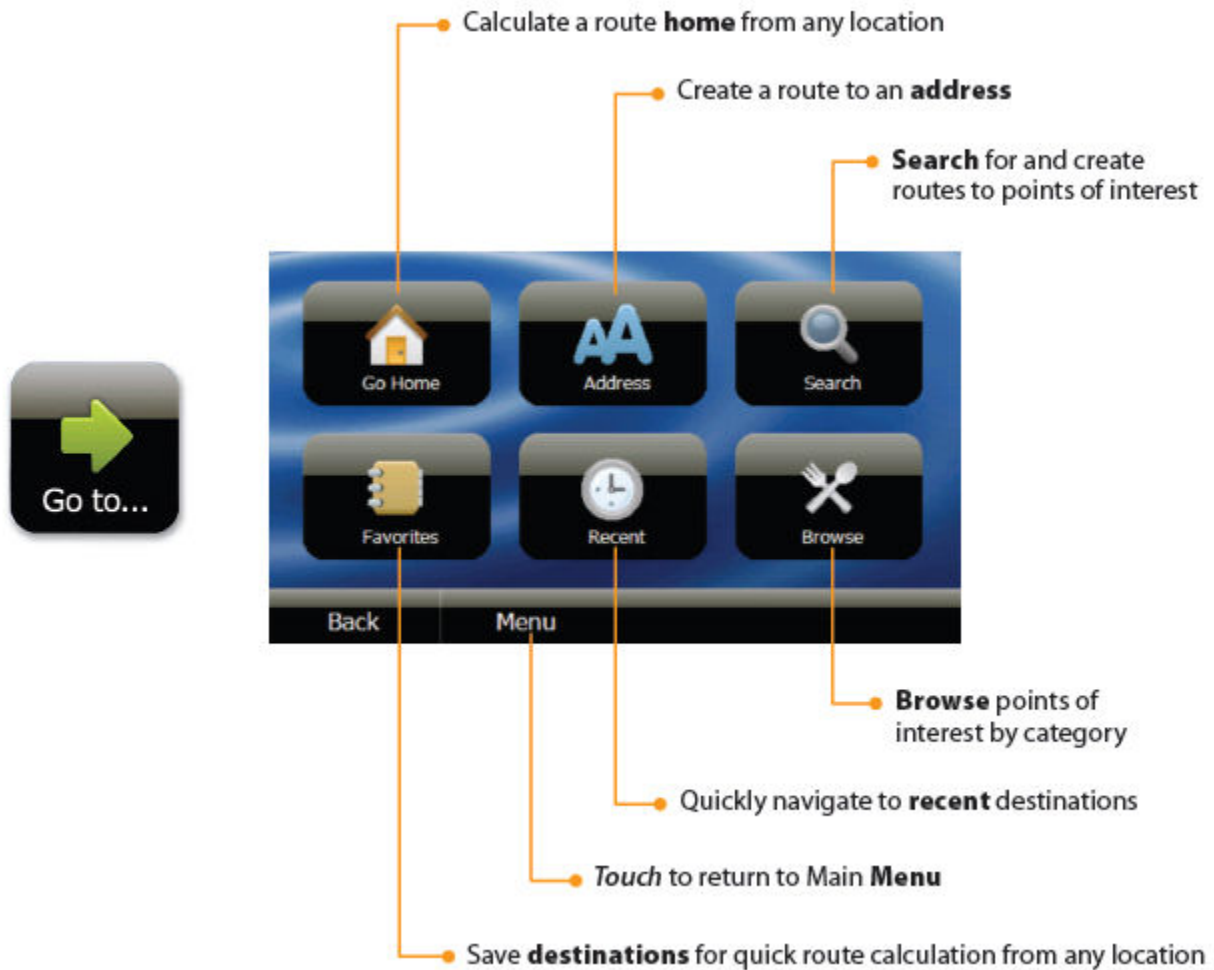 Calculate a route home from any location
Create a route to an address
Search for and create
routes to points of interest
Go Home
Address
Search
Go to...
Favorites
Recent
Browse
Back
Menu
Browse points of
interest by category
Quickly navigate to recent destinations
Touch to return to Main Menu
Save destinations for quick route calculation from any location